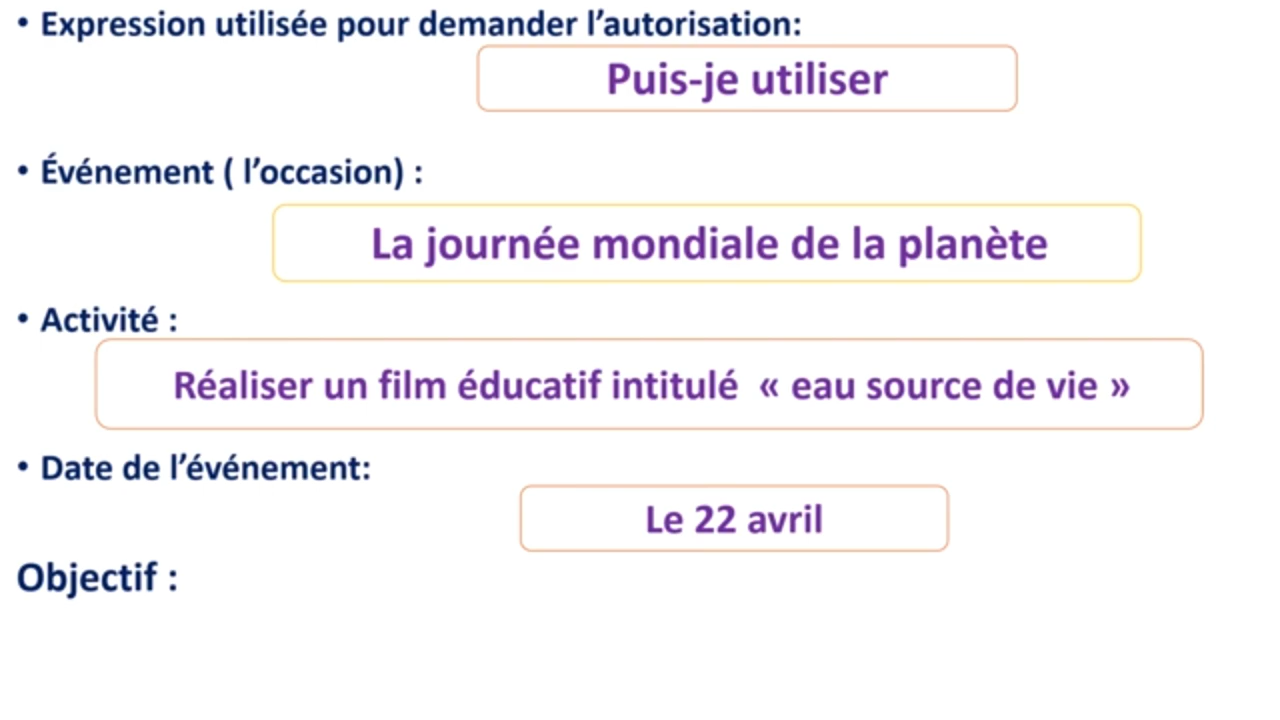 • Expression utilisée pour demander l’autorisation:
Puis-je utiliser
• Événement ( l’occasion) :
La journée mondiale de la planète
• Activité :
Réaliser un film éducatif intitulé « eau source de vie »
• Date de l’événement:
Le 22 avril
Objectif :